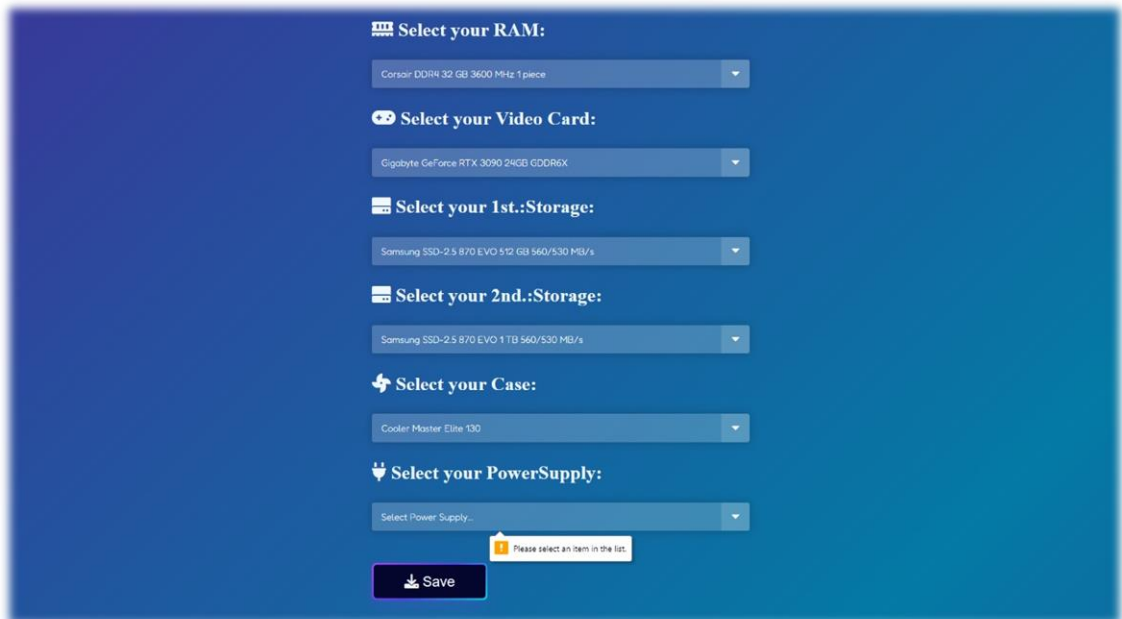 Select your RAM:
Corsair DDR4 32 GB 3600 MHz 1 piece
Select your Video Card:
Gigabyte GeForce RTX 3090 24GB GDDR6X
Select your 1st.:Storage:
Samsung SSD-2.5 870 EVO 512 GB 560/530 MB/s
Select your 2nd.:Storage:
Samsung SSD-2.5 870 EVO 1 TB 560/530 MB/s
Select your Case:
Cooler Master Elite 130
Select your PowerSupply:
Select Power Supply...
Please select an item in the list.
Save